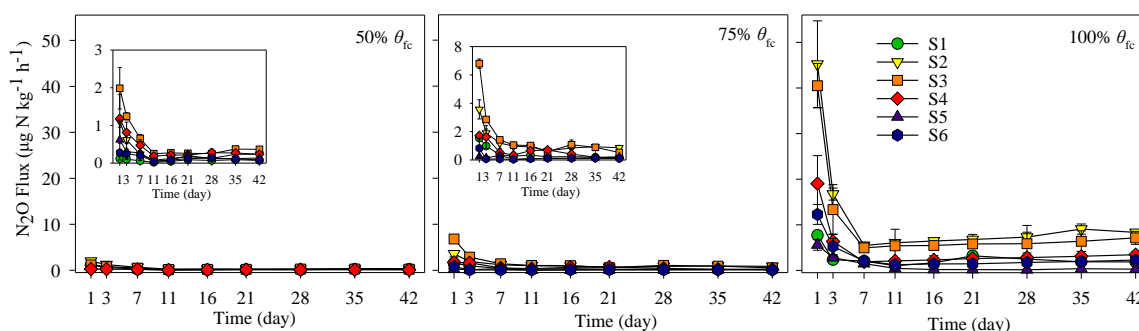 N₂O Flux (µg N kg⁻¹ h⁻¹)
50
40
30
20
10
0
50% θfc
3
2
1
0
1 3 7 11 16 21 28 35 42
Time (day)
1 3 7 11 16 21 28 35 42
Time (day)
75% θfc
8
6
4
2
0
1 3 7 11 16 21 28 35 42
Time (day)
1 3 7 11 16 21 28 35 42
Time (day)
100% θfc
S1
S2
S3
S4
S5
S6
1 3 7 11 16 21 28 35 42
Time (day)